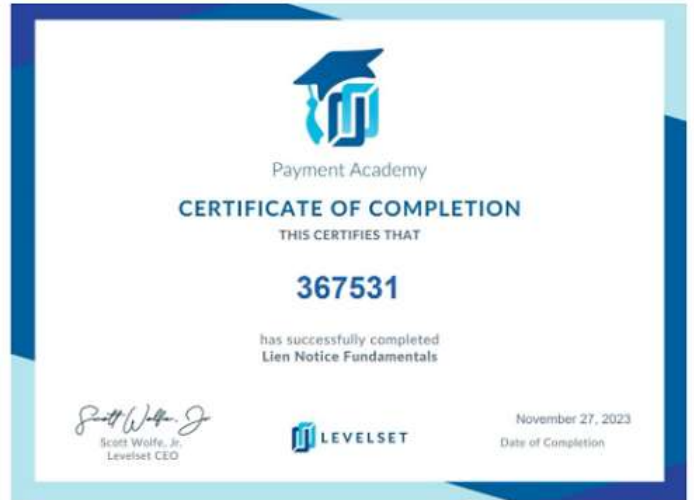 Payment Academy
CERTIFICATE OF COMPLETION
THIS CERTIFIES THAT
367531
has successfully completed
Lien Notice Fundamentals
Scott Wolfe, Jr
Scott Wolfe, Jr.
Levelset CEO
LEVELSET
November 27, 2023
Date of Completion